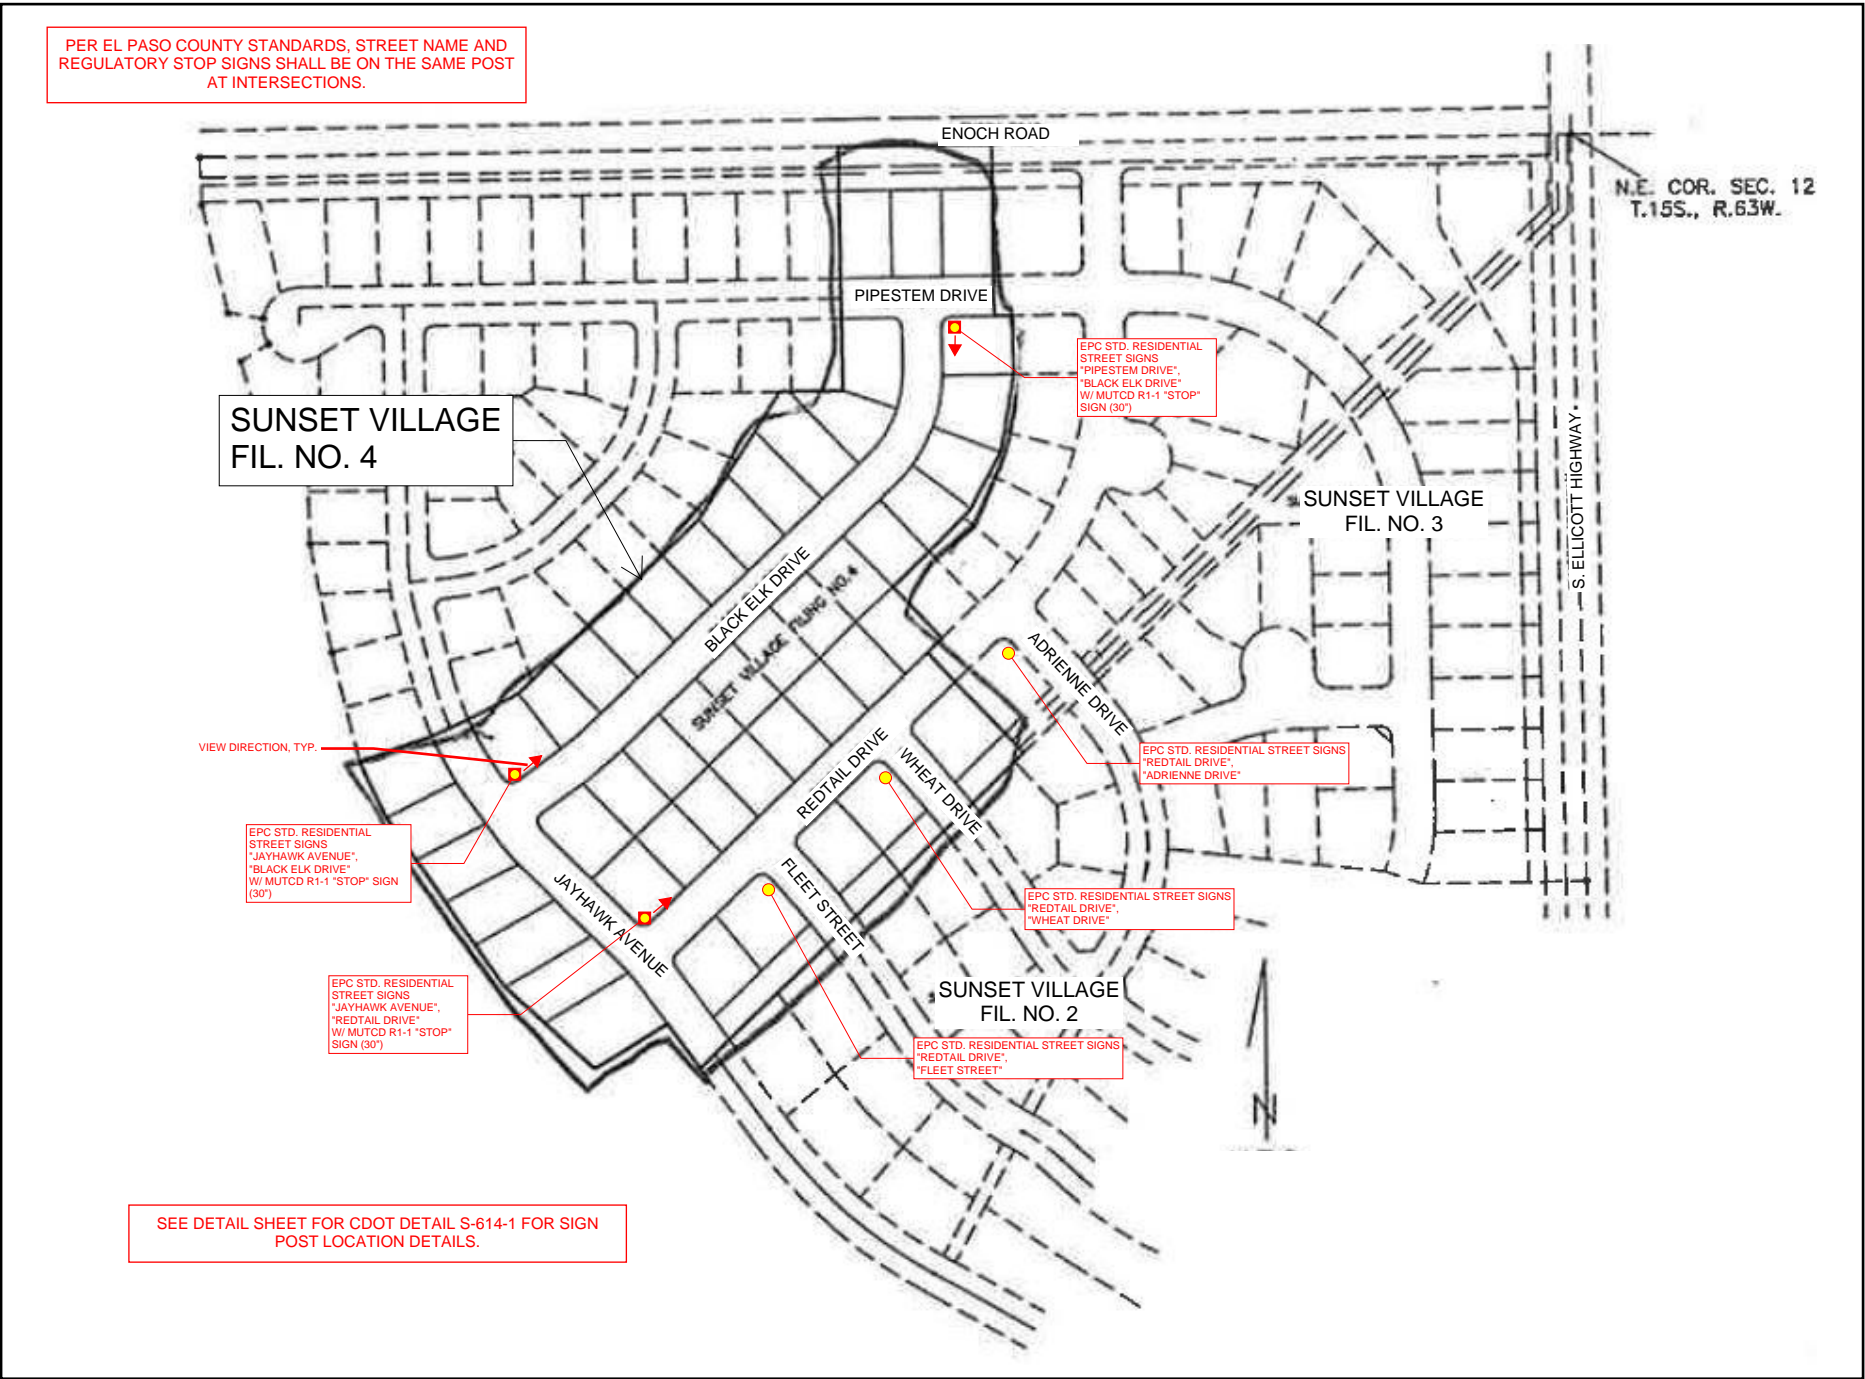 PER EL PASO COUNTY STANDARDS, STREET NAME AND
REGULATORY STOP SIGNS SHALL BE ON THE SAME POST
AT INTERSECTIONS.
ENOCH ROAD
N.E. COR. SEC. 12
T.15S., R.63W.
PIPESTEM DRIVE
EPC STD. RESIDENTIAL
STREET SIGNS
"PIPESTEM DRIVE",
"BLACK ELK DRIVE"
W/ MUTCD R1-1 "STOP"
SIGN (30")
SUNSET VILLAGE
FIL. NO. 4
SUNSET VILLAGE
FIL. NO. 3
S. ELLICOTT HIGHWAY
BLACK ELK DRIVE
SUNSET VILLAGE FILING NO. 4
ADRIENNE DRIVE
VIEW DIRECTION, TYP.
REDTAIL DRIVE
WHEAT DRIVE
EPC STD. RESIDENTIAL STREET SIGNS
"REDTAIL DRIVE",
"ADRIENNE DRIVE"
EPC STD. RESIDENTIAL
STREET SIGNS
"JAYHAWK AVENUE",
"BLACK ELK DRIVE"
W/ MUTCD R1-1 "STOP" SIGN
(30")
JAYHAWK AVENUE
FLEET STREET
EPC STD. RESIDENTIAL STREET SIGNS
"REDTAIL DRIVE",
"WHEAT DRIVE"
EPC STD. RESIDENTIAL
STREET SIGNS
"JAYHAWK AVENUE",
"REDTAIL DRIVE"
W/ MUTCD R1-1 "STOP"
SIGN (30")
SUNSET VILLAGE
FIL. NO. 2
EPC STD. RESIDENTIAL STREET SIGNS
"REDTAIL DRIVE",
"FLEET STREET"
N
SEE DETAIL SHEET FOR CDOT DETAIL S-614-1 FOR SIGN
POST LOCATION DETAILS.